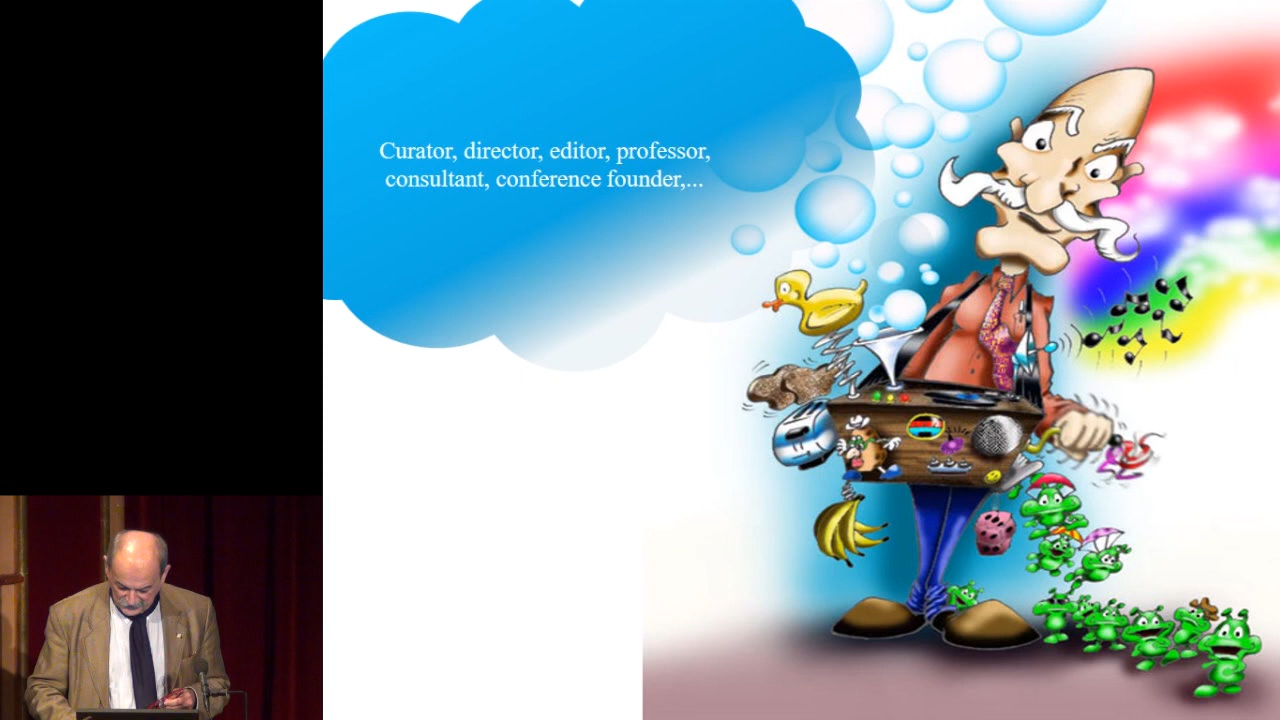 Curator, director, editor, professor,
consultant, conference founder,...